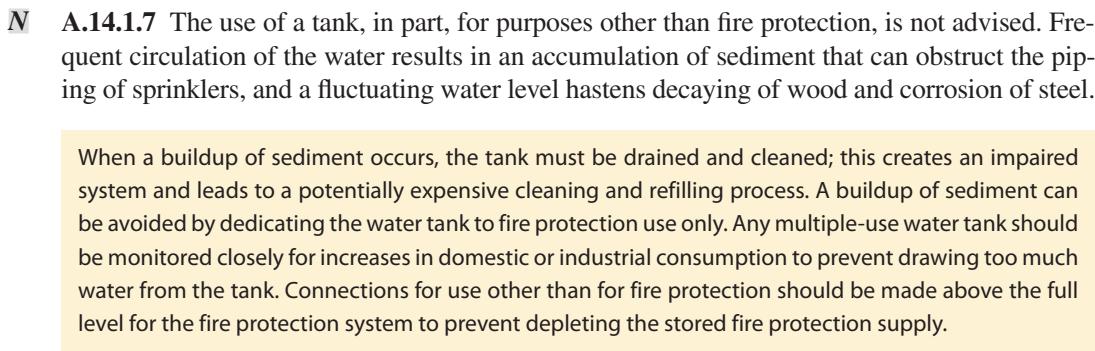 N A.14.1.7 The use of a tank, in part, for purposes other than fire protection, is not advised. Fre-
quent circulation of the water results in an accumulation of sediment that can obstruct the pip-
ing of sprinklers, and a fluctuating water level hastens decaying of wood and corrosion of steel.
When a buildup of sediment occurs, the tank must be drained and cleaned; this creates an impaired
system and leads to a potentially expensive cleaning and refilling process. A buildup of sediment can
be avoided by dedicating the water tank to fire protection use only. Any multiple-use water tank should
be monitored closely for increases in domestic or industrial consumption to prevent drawing too much
water from the tank. Connections for use other than for fire protection should be made above the full
level for the fire protection system to prevent depleting the stored fire protection supply.